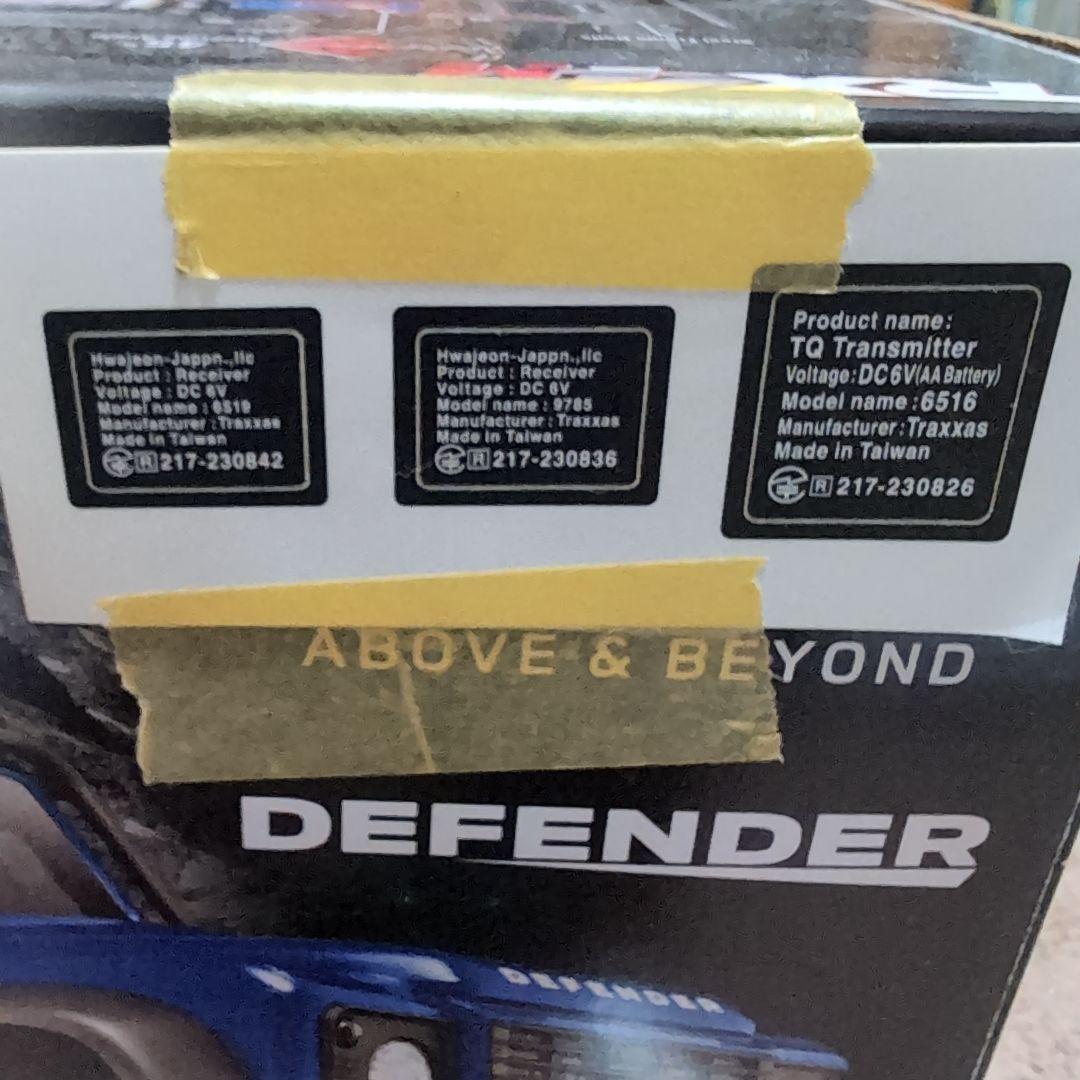 Hwajeon-Jappn.,llc
Product : Receiver
Voltage : DC 6V
Model name : 6519
Manufacturer : Traxxas
Made in Taiwan
R 217-230842
Hwajeon-Jappn.,llc
Product : Receiver
Voltage : DC 6V
Model name : 9785
Manufacturer : Traxxas
Made in Taiwan
R 217-230836
Product name:
TQ Transmitter
Voltage:DC6V(AA Battery)
Model name :6516
Manufacturer:Traxxas
Made in Taiwan
R 217-230826
ABOVE & BEYOND
DEFENDER
DEFENDER